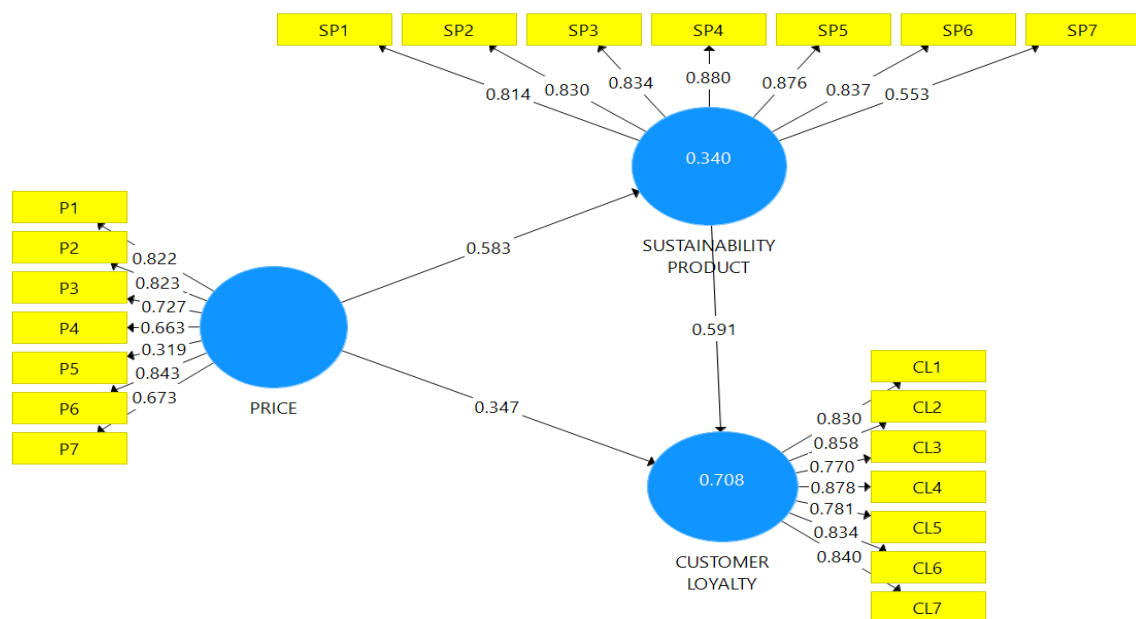 SP1
SP2
SP3
SP4
SP5
SP6
SP7
0.814
0.830
0.834
0.880
0.876
0.837
0.553
0.340
SUSTAINABILITY
PRODUCT
P1
P2
P3
P4
P5
P6
P7
0.822
0.823
0.727
0.663
0.319
0.843
0.673
PRICE
0.583
0.591
0.347
0.708
CUSTOMER
LOYALTY
0.830
0.858
0.770
0.878
0.781
0.834
0.840
CL1
CL2
CL3
CL4
CL5
CL6
CL7